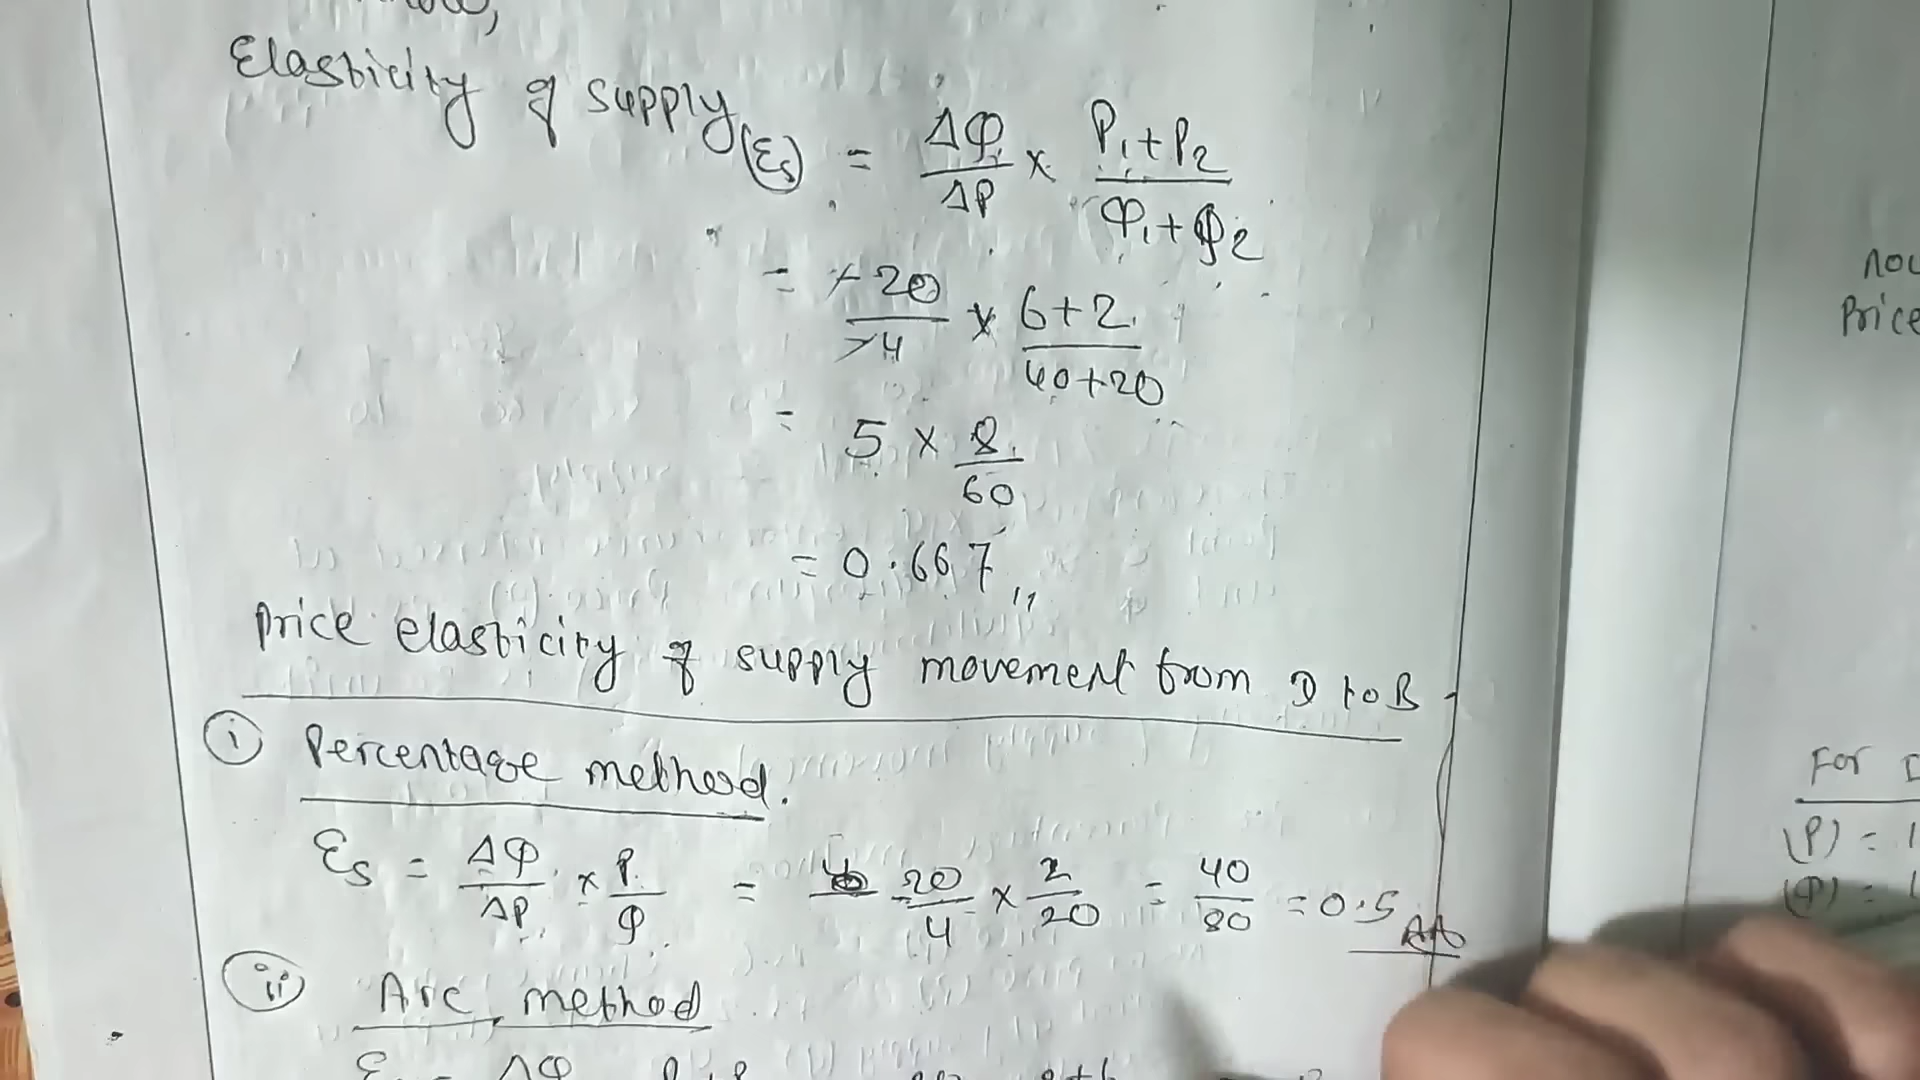 Elasticity of supply (Es) = ΔQ/ΔP × P1+P2/Q1+Q2
= -20/-4 × 6+2/40+20
= 5 × 8/60
= 0.667,,
Price elasticity of supply movement from D to B
(i) Percentage method.
Es = ΔQ/ΔP × P/Q = 20/4 × 2/20 = 40/80 = 0.5
(ii) Arc method
ΔQ
now
Price
For
(P) =
(Q) =